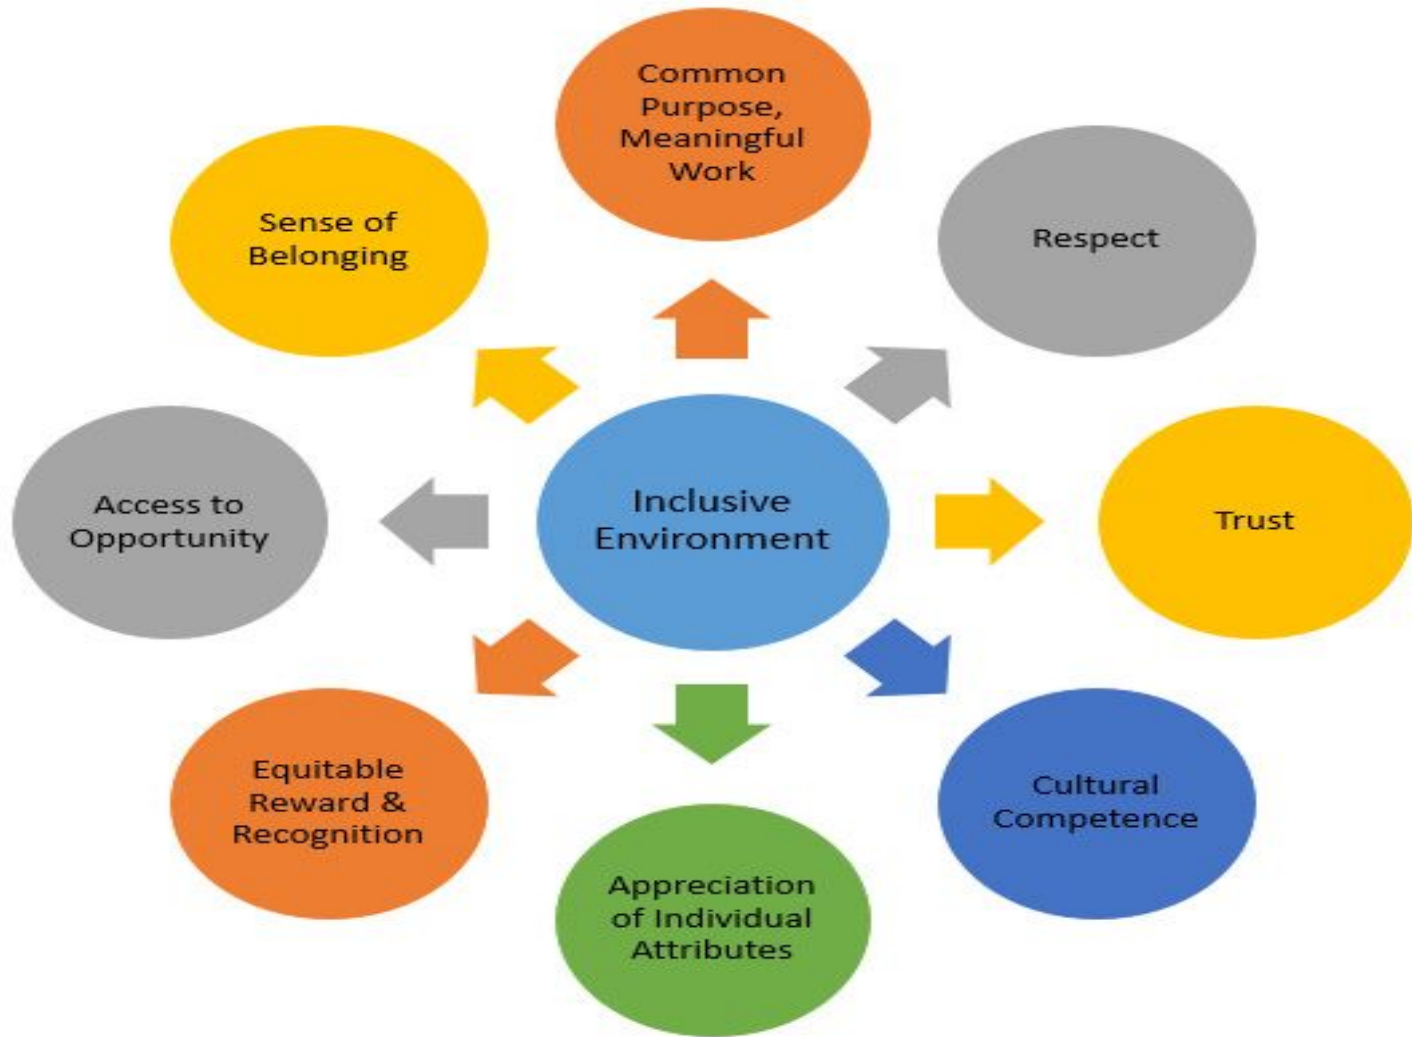 Common
Purpose,
Meaningful
Work
Respect
Trust
Cultural
Competence
Appreciation
of Individual
Attributes
Equitable
Reward &
Recognition
Access to
Opportunity
Sense of
Belonging
Inclusive
Environment